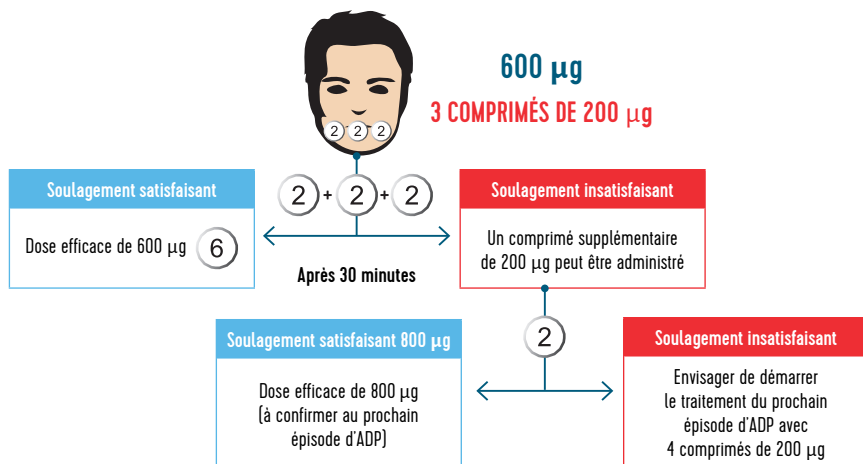 600 µg
3 COMPRIMÉS DE 200 µg
2 2 2
2 + 2 + 2
Soulagement satisfaisant
Dose efficace de 600 µg 6
Après 30 minutes
Soulagement insatisfaisant
Un comprimé supplémentaire
de 200 µg peut être administré
2
Soulagement satisfaisant 800 µg
Dose efficace de 800 µg
(à confirmer au prochain
épisode d'ADP)
Soulagement insatisfaisant
Envisager de démarrer
le traitement du prochain
épisode d'ADP avec
4 comprimés de 200 µg